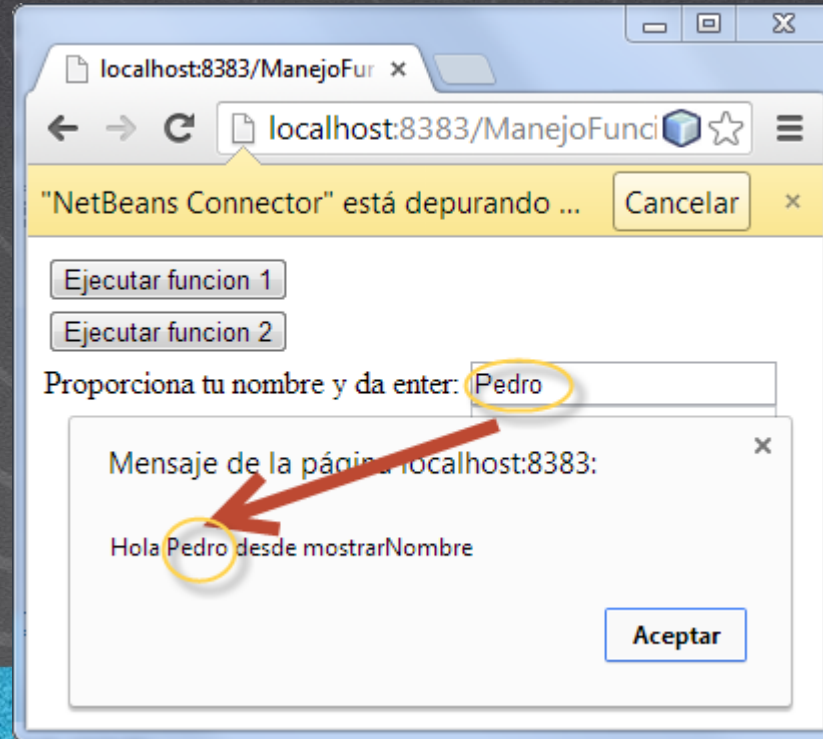 localhost:8383/ManejoFur
localhost:8383/ManejoFunci
"NetBeans Connector" está depurando ... Cancelar
Ejecutar funcion 1
Ejecutar funcion 2
Proporciona tu nombre y da enter: Pedro
Mensaje de la página localhost:8383:
Hola Pedro desde mostrarNombre
Aceptar